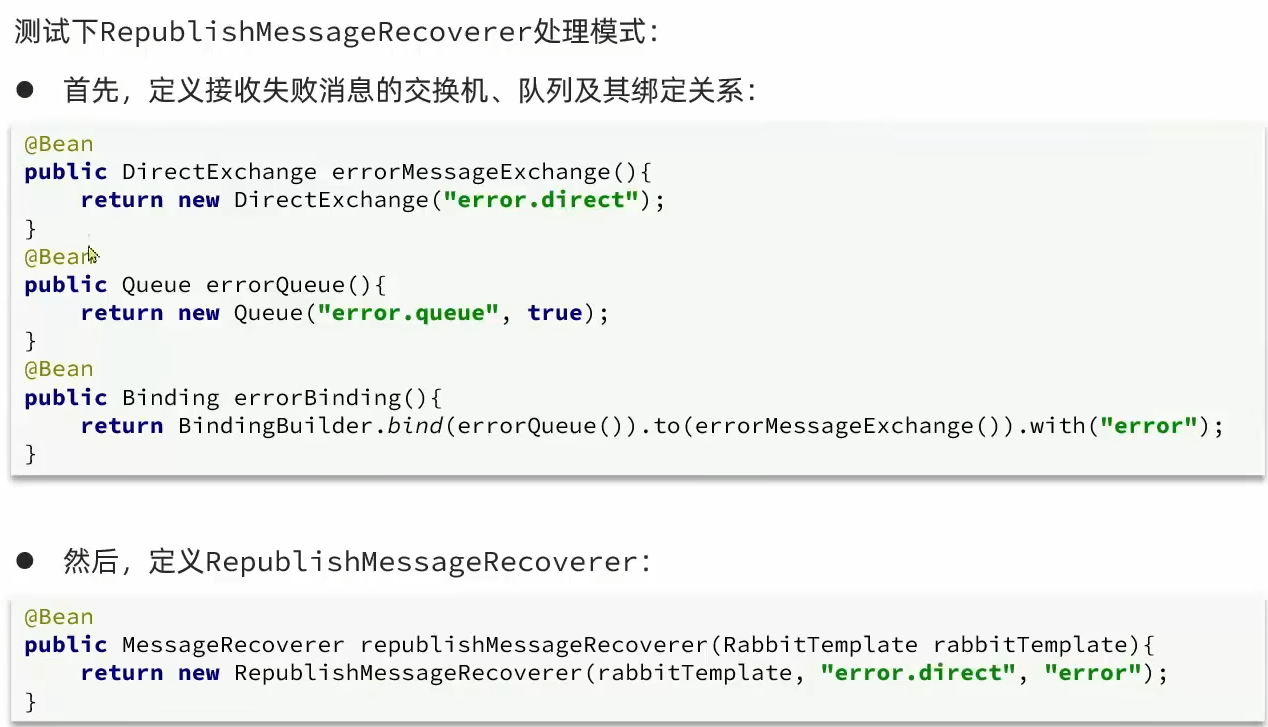 测试下RepublishMessageRecoverer处理模式：
● 首先，定义接收失败消息的交换机、队列及其绑定关系：
@Bean
public DirectExchange errorMessageExchange(){
    return new DirectExchange("error.direct");
}
@Bean
public Queue errorQueue(){
    return new Queue("error.queue", true);
}
@Bean
public Binding errorBinding(){
    return BindingBuilder.bind(errorQueue()).to(errorMessageExchange()).with("error");
}
● 然后，定义RepublishMessageRecoverer：
@Bean
public MessageRecoverer republishMessageRecoverer(RabbitTemplate rabbitTemplate){
    return new RepublishMessageRecoverer(rabbitTemplate, "error.direct", "error");
}